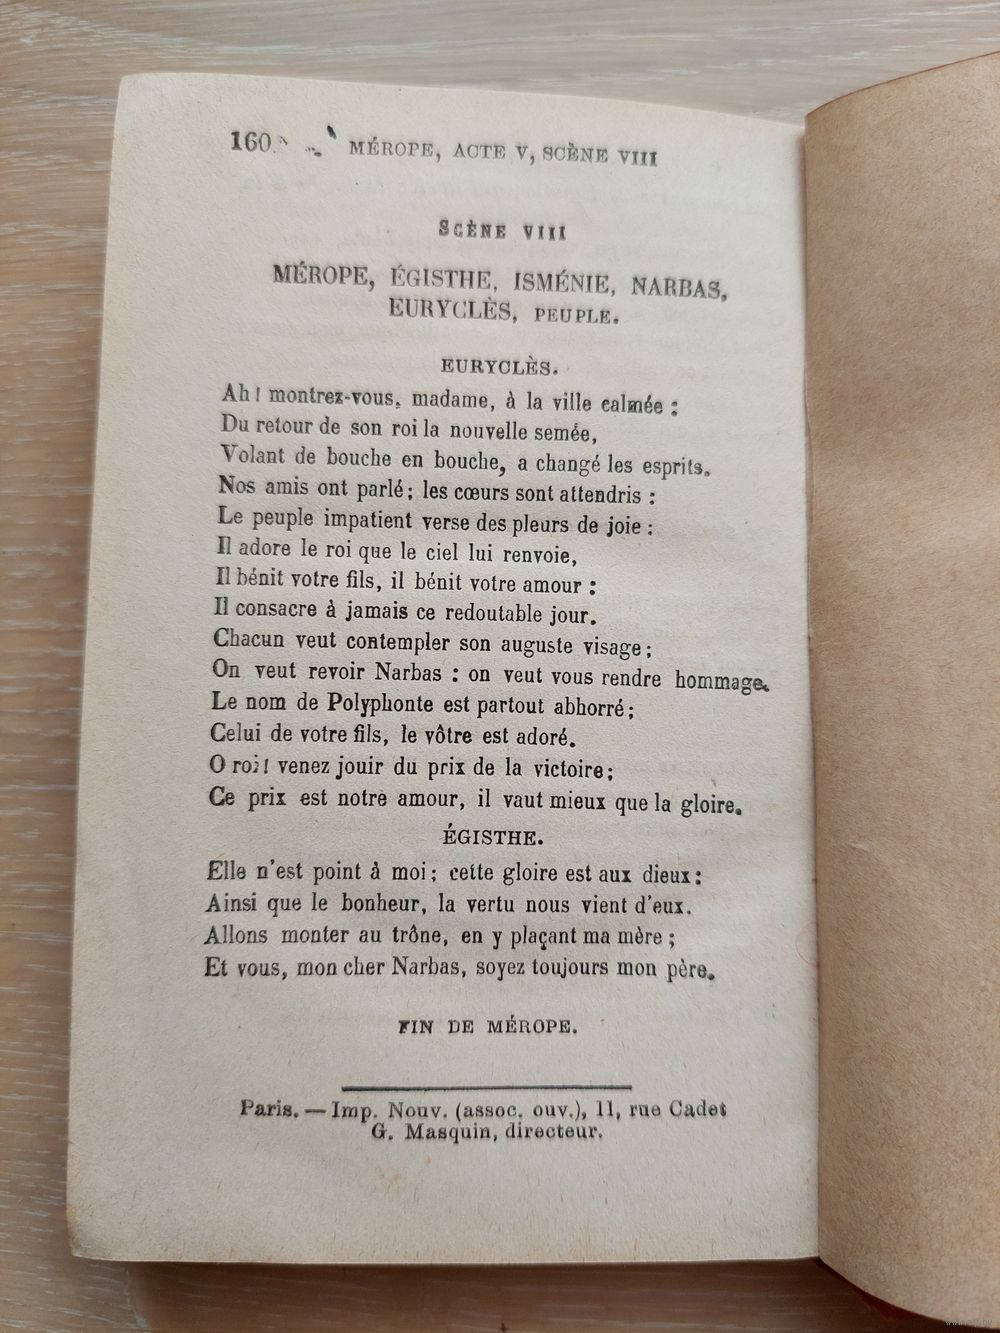 160 MÉROPE, ACTE V, SCÈNE VIII
SCÈNE VIII
MÉROPE, ÉGISTHE, ISMÉNIE, NARBAS,
EURYCLÈS, PEUPLE.
EURYCLÈS.
Ah ! montrez-vous, madame, à la ville calmée :
Du retour de son roi la nouvelle semée,
Volant de bouche en bouche, a changé les esprits.
Nos amis ont parlé ; les cœurs sont attendris :
Le peuple impatient verse des pleurs de joie :
Il adore le roi que le ciel lui renvoie,
Il bénit votre fils, il bénit votre amour :
Il consacre à jamais ce redoutable jour.
Chacun veut contempler son auguste visage ;
On veut revoir Narbas : on veut vous rendre hommage.
Le nom de Polyphonte est partout abhorré ;
Celui de votre fils, le vôtre est adoré.
O roi ! venez jouir du prix de la victoire ;
Ce prix est notre amour, il vaut mieux que la gloire.
ÉGISTHE.
Elle n'est point à moi ; cette gloire est aux dieux :
Ainsi que le bonheur, la vertu nous vient d'eux.
Allons monter au trône, en y plaçant ma mère ;
Et vous, mon cher Narbas, soyez toujours mon père.
FIN DE MÉROPE.
Paris. — Imp. Nouv. (assoc. ouv.), 11, rue Cadet
G. Masquin, directeur.